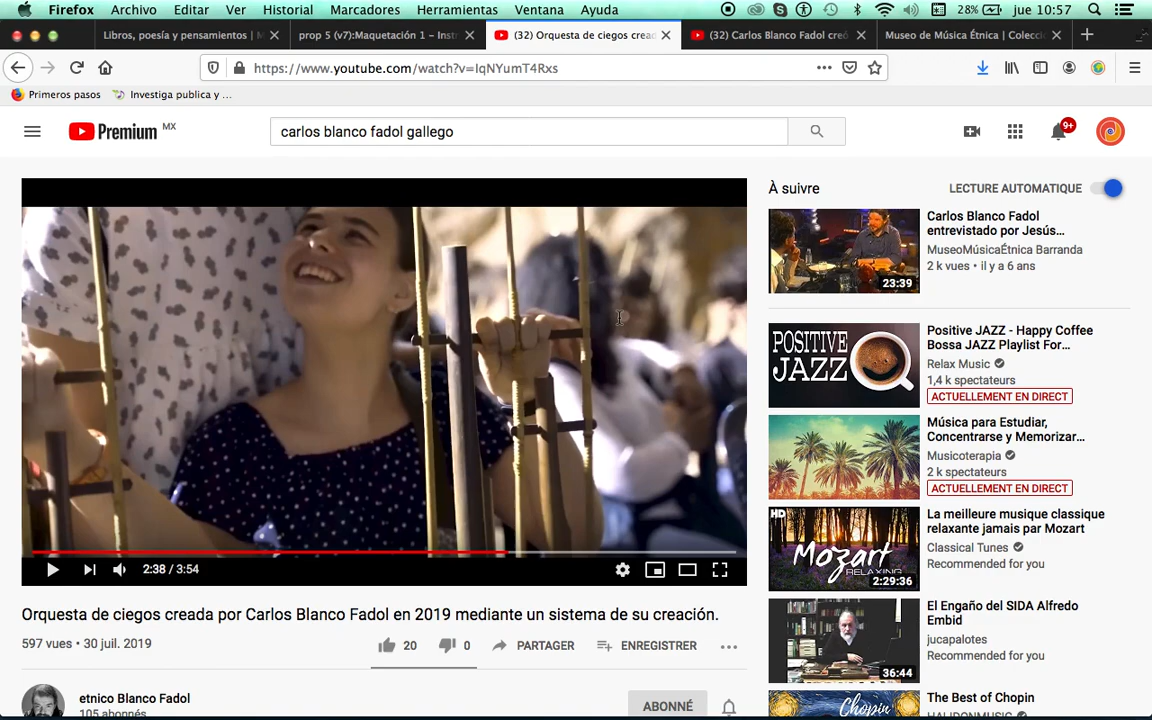 Firefox Archivo Editar Ver Historial Marcadores Herramientas Ventana Ayuda 28% jue 10:57
Libros, poesía y pensamientos | M
prop 5 (v7):Maquetación 1 – Inst
(32) Orquesta de ciegos creac
(32) Carlos Blanco Fadol creó
Museo de Música Étnica | Colecc
https://www.youtube.com/watch?v=IqNYumT4Rxs
Primeros pasos Investiga publica y ...
Premium MX
carlos blanco fadol gallego
9+
À suivre
LECTURE AUTOMATIQUE
Carlos Blanco Fadol
entrevistado por Jesús...
MuseoMúsicaÉtnica Barranda
2 k vues • il y a 6 ans
23:39
POSITIVE
JAZZ
Positive JAZZ - Happy Coffee
Bossa JAZZ Playlist For...
Relax Music
1,4 k spectateurs
ACTUELLEMENT EN DIRECT
Música para Estudiar,
Concentrarse y Memorizar...
Musicoterapia
2 k spectateurs
ACTUELLEMENT EN DIRECT
HD
Mozart
RELAXING
2:29:36
La meilleure musique classique
relaxante jamais par Mozart
Classical Tunes
Recommended for you
2:38 / 3:54
Orquesta de ciegos creada por Carlos Blanco Fadol en 2019 mediante un sistema de su creación.
597 vues • 30 juil. 2019
20 0 PARTAGER ENREGISTRER
El Engaño del SIDA Alfredo
Embid
jucapalotes
Recommended for you
36:44
etnico Blanco Fadol
105 abonnés
ABONNÉ
Chopin
The Best of Chopin
HALIDONMUSIC